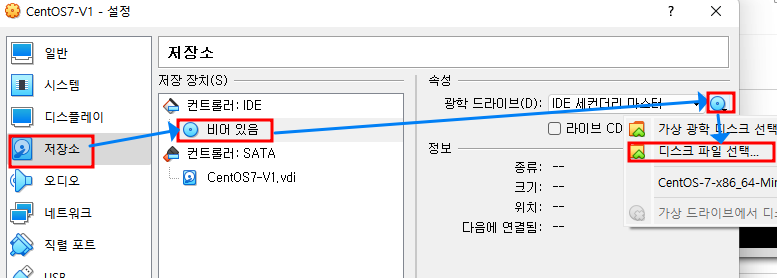 CentOS7-V1 - 설정
일반
시스템
디스플레이
저장소
오디오
네트워크
직렬 포트
USB
저장소
저장 장치(S)
컨트롤러: IDE
비어 있음
컨트롤러: SATA
CentOS7-V1.vdi
속성
광학 드라이브(D): IDE 세컨더리 마스터
라이브 CD
정보
종류: --
크기: --
위치: --
다음에 연결됨: --
가상 광학 디스크 선택
디스크 파일 선택...
CentOS-7-x86_64-Min
가상 드라이브에서 디스